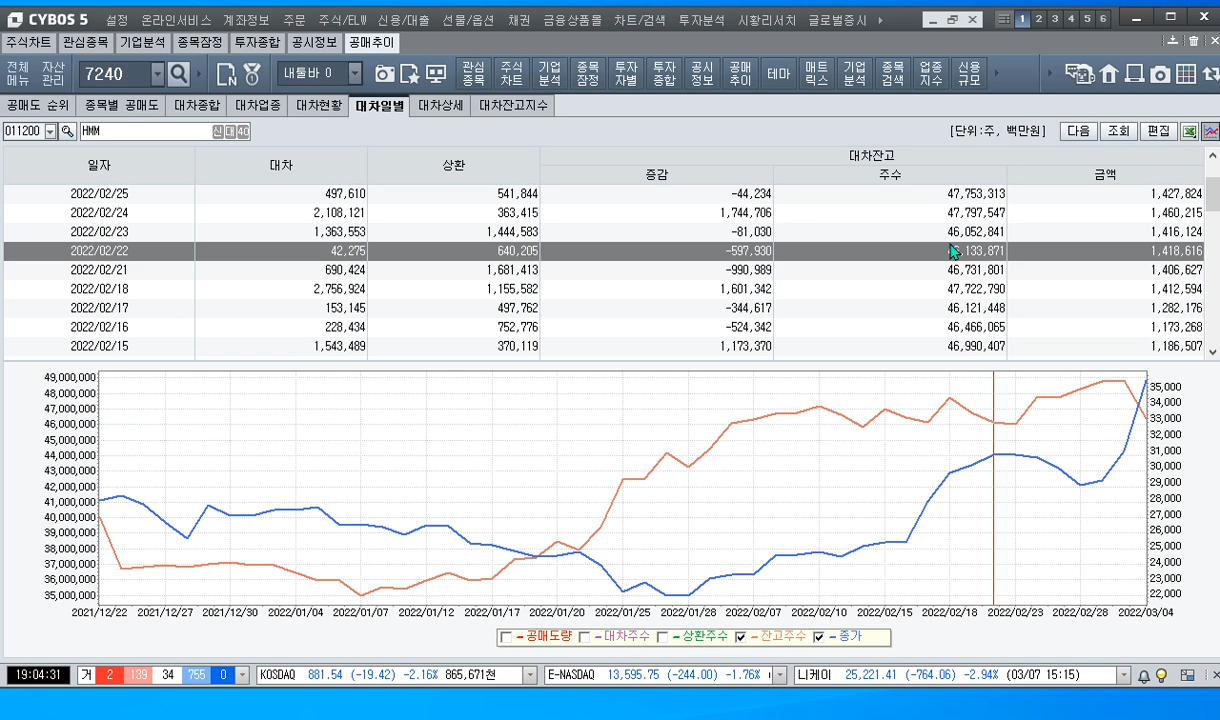 CYBOS 5 설정 온라인서비스 계좌정보 주문 주식/ELW 신용/대출 선물/옵션 채권 금융상품몰 차트/검색 투자분석 시황리서치 글로벌증시 1 2 3 4 5 6
주식차트 관심종목 기업분석 종목잠정 투자종합 공시정보 공매추이
전체메뉴 자산관리 7240 내툴바 0 관심종목 주식차트 기업분석 종목잠정 투자자별 투자종합 공시정보 공매추이 테마 매트릭스 기업분석 종목검색 업종지수 신용규모
공매도 순위 종목별 공매도 대차종합 대차업종 대차현황 대차일별 대차상세 대차잔고지수
011200 HMM 신 대 40 [단위:주, 백만원] 다음 조회 편집
일자 대차 상환 대차잔고
증감 주수 금액
2022/02/25 497,610 541,844 -44,234 47,753,313 1,427,824
2022/02/24 2,108,121 363,415 1,744,706 47,797,547 1,460,215
2022/02/23 1,363,553 1,444,583 -81,030 46,052,841 1,416,124
2022/02/22 42,275 640,205 -597,930 133,871 1,418,616
2022/02/21 690,424 1,681,413 -990,989 46,731,801 1,406,627
2022/02/18 2,756,924 1,155,582 1,601,342 47,722,790 1,412,594
2022/02/17 153,145 497,762 -344,617 46,121,448 1,282,176
2022/02/16 228,434 752,776 -524,342 46,466,065 1,173,268
2022/02/15 1,543,489 370,119 1,173,370 46,990,407 1,186,507
49,000,000
48,000,000 35,000
47,000,000 34,000
46,000,000 33,000
45,000,000 32,000
44,000,000 31,000
43,000,000 30,000
42,000,000 29,000
41,000,000 28,000
40,000,000 27,000
39,000,000 26,000
38,000,000 25,000
37,000,000 24,000
36,000,000 23,000
35,000,000 22,000
2021/12/22 2021/12/27 2021/12/30 2022/01/04 2022/01/07 2022/01/12 2022/01/17 2022/01/20 2022/01/25 2022/01/28 2022/02/07 2022/02/10 2022/02/15 2022/02/18 2022/02/23 2022/02/28 2022/03/04
공매도량 대차주수 상환주수 잔고주수 종가
19:04:31 거 2 139 34 755 0 KOSDAQ 881.54 (-19.42) -2.16% 865,671천 E-NASDAQ 13,595.75 (-244.00) -1.76% 니케이 25,221.41 (-764.06) -2.94% (03/07 15:15)